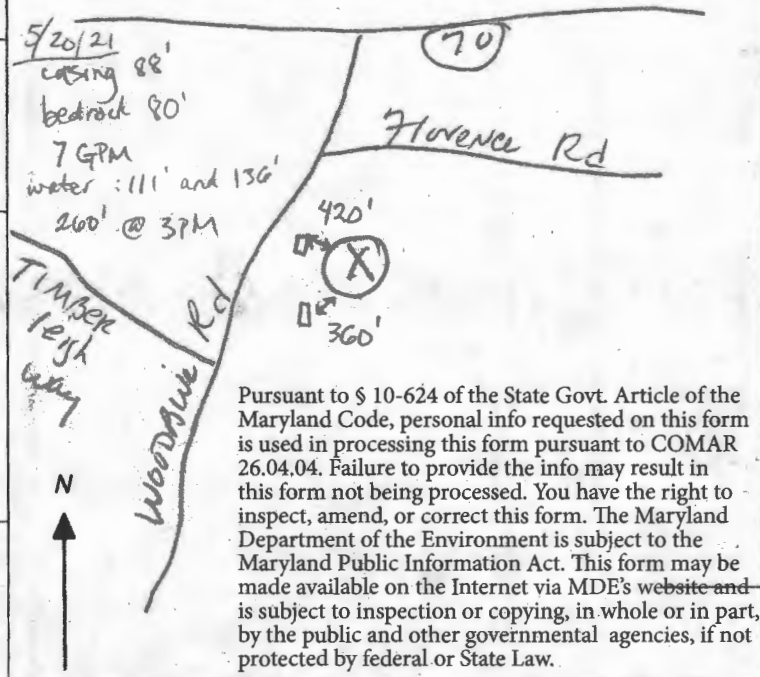 5/20/21
casing 88'
bedrock 80'
7 GPM
water : 111' and 136'
260' @ 3PM
70
Florence Rd
420'
X
360'
TIMBER
leigh
way
WOODBINE Rd
N
Pursuant to § 10-624 of the State Govt. Article of the
Maryland Code, personal info requested on this form
is used in processing this form pursuant to COMAR
26.04.04. Failure to provide the info may result in
this form not being processed. You have the right to
inspect, amend, or correct this form. The Maryland
Department of the Environment is subject to the
Maryland Public Information Act. This form may be
made available on the Internet via MDE's website and
is subject to inspection or copying, in whole or in part,
by the public and other governmental agencies, if not
protected by federal or State Law.